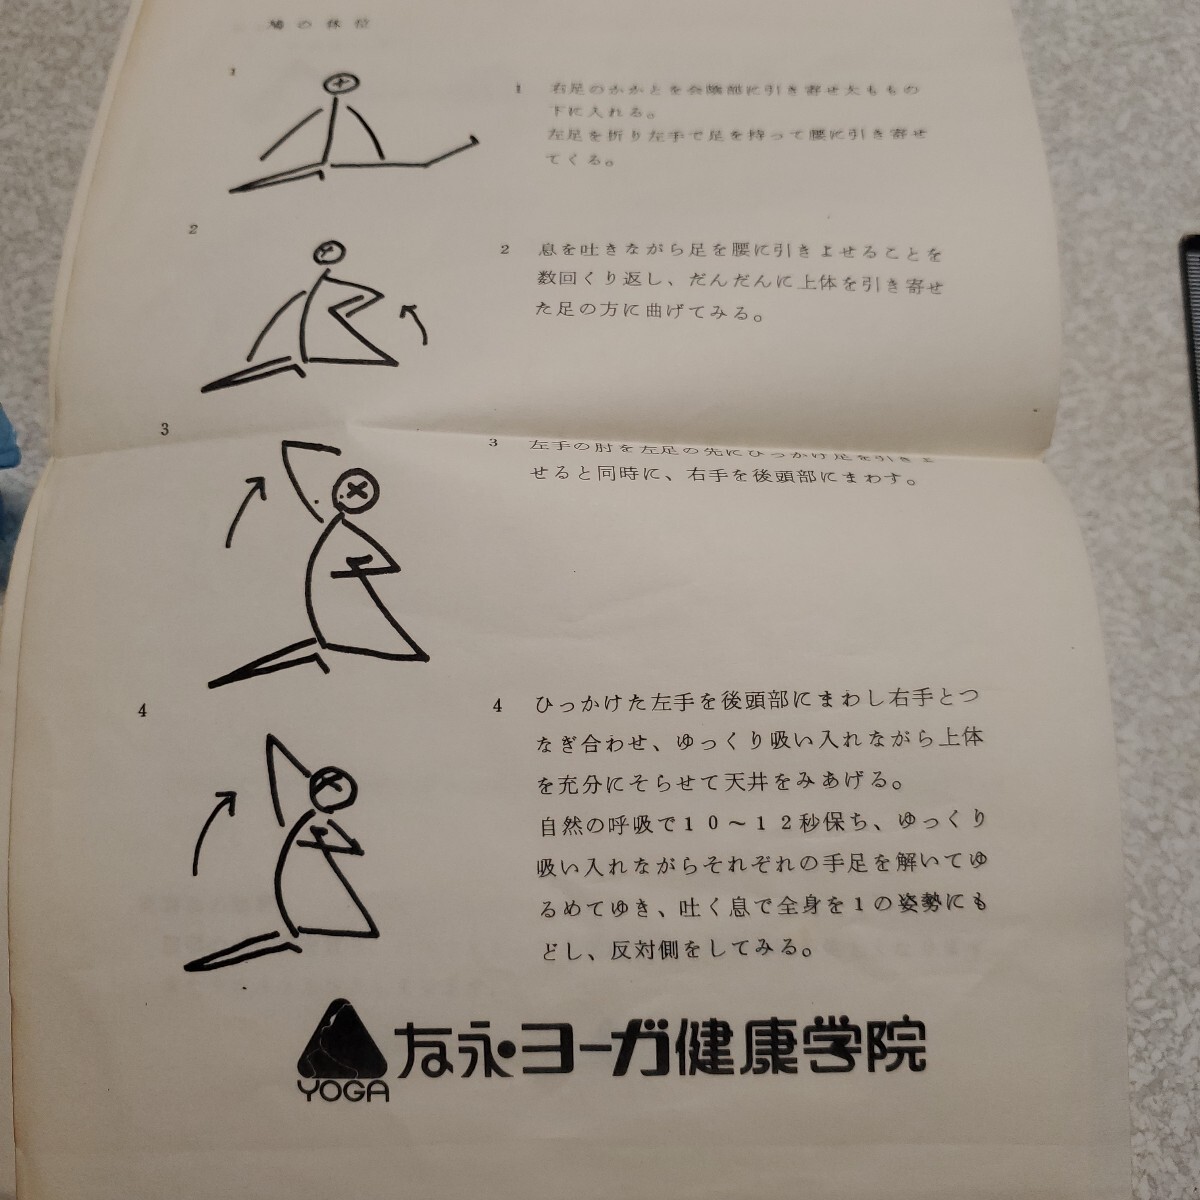 鳩の体位
1
1 右足のかかとを会陰部に引き寄せ太ももの
下に入れる。
左足を折り左手で足を持って腰に引き寄せ
てくる。
2
2 息を吐きながら足を腰に引きよせることを
数回くり返し、だんだんに上体を引き寄せ
た足の方に曲げてみる。
3
3 左手の肘を左足の先にひっかけ足を引きよ
せると同時に、右手を後頭部にまわす。
4
4 ひっかけた左手を後頭部にまわし右手とつ
なぎ合わせ、ゆっくり吸い入れながら上体
を充分にそらせて天井をみあげる。
自然の呼吸で10～12秒保ち、ゆっくり
吸い入れながらそれぞれの手足を解いてゆ
るめてゆき、吐く息で全身を1の姿勢にも
どし、反対側をしてみる。
YOGA
友永・ヨーガ健康学院